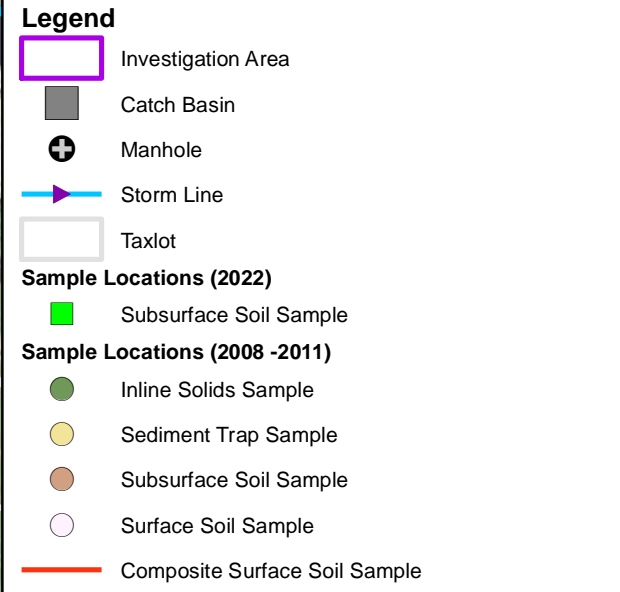 Legend
Investigation Area
Catch Basin
Manhole
Storm Line
Taxlot
Sample Locations (2022)
Subsurface Soil Sample
Sample Locations (2008 -2011)
Inline Solids Sample
Sediment Trap Sample
Subsurface Soil Sample
Surface Soil Sample
Composite Surface Soil Sample